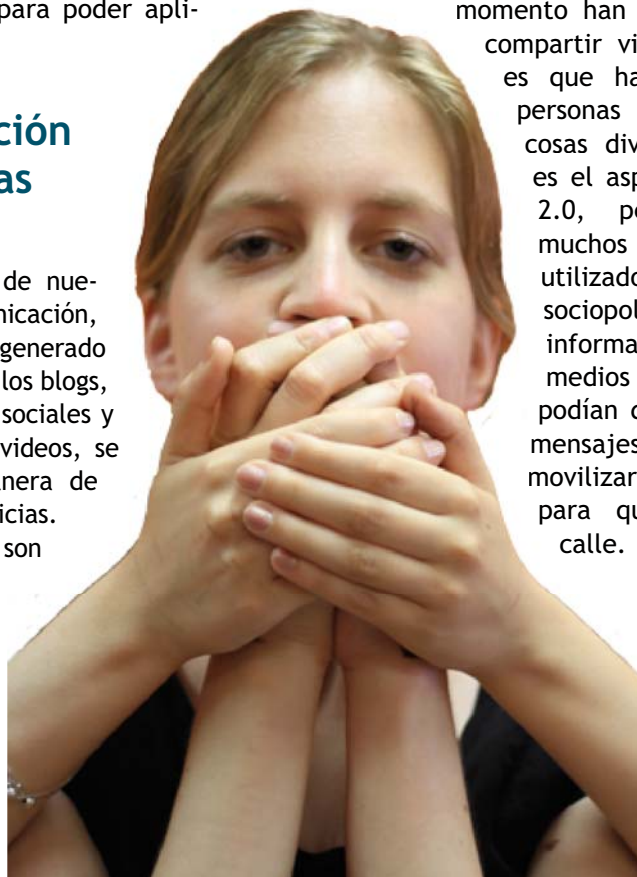 para poder apli-
ción
as
de nue-
nicación,
generado
los blogs,
sociales y
videos, se
nera de
icias.
son
momento han
compartir vi
es que ha
personas
cosas div
es el asp
2.0, po
muchos
utilizado
sociopol
informa
medios
podían d
mensajes
movilizar
para qu
calle.